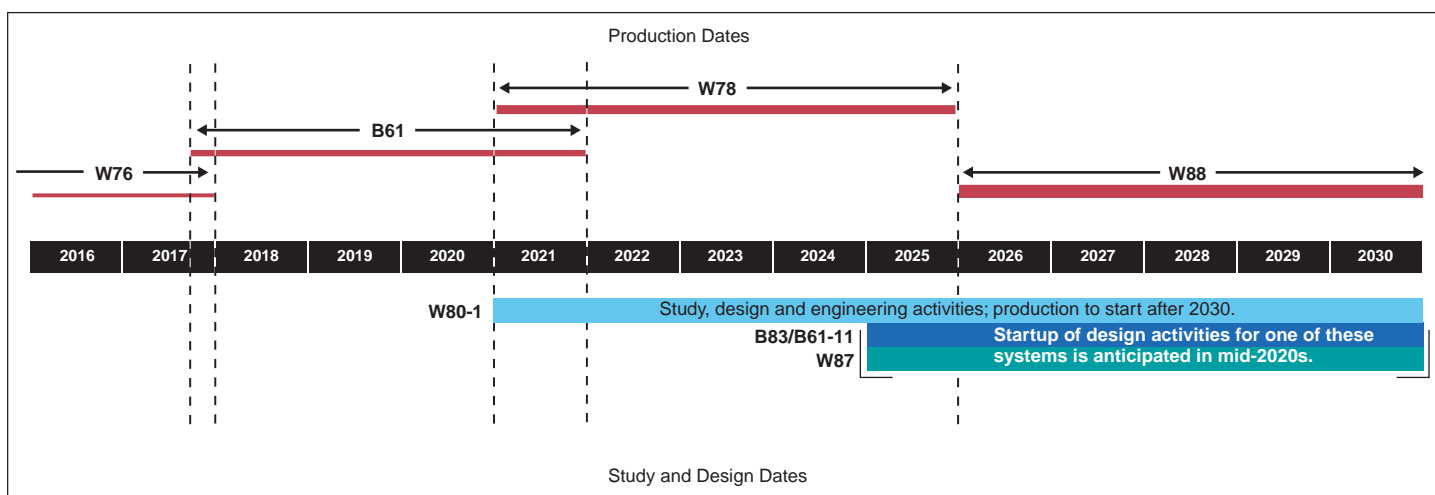 Production Dates
W78
B61
W76
W88
2016 2017 2018 2019 2020 2021 2022 2023 2024 2025 2026 2027 2028 2029 2030
W80-1 Study, design and engineering activities; production to start after 2030.
B83/B61-11 Startup of design activities for one of these
W87 systems is anticipated in mid-2020s.
Study and Design Dates